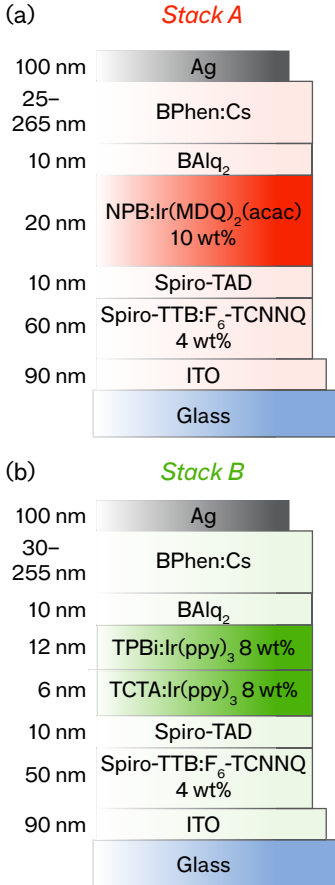 (a) Stack A
100 nm Ag
25–
265 nm BPhen:Cs
10 nm BAlq₂
20 nm NPB:Ir(MDQ)₂(acac)
10 wt%
10 nm Spiro-TAD
60 nm Spiro-TTB:F₆-TCNNQ
4 wt%
90 nm ITO
Glass
(b) Stack B
100 nm Ag
30–
255 nm BPhen:Cs
10 nm BAlq₂
12 nm TPBi:Ir(ppy)₃ 8 wt%
6 nm TCTA:Ir(ppy)₃ 8 wt%
10 nm Spiro-TAD
50 nm Spiro-TTB:F₆-TCNNQ
4 wt%
90 nm ITO
Glass